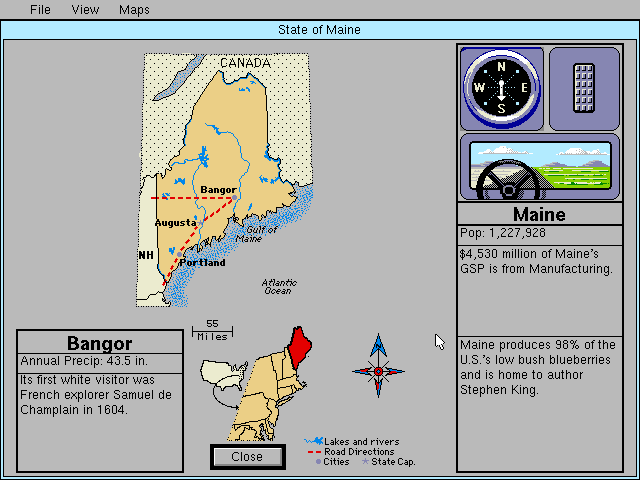 File View Maps
State of Maine
CANADA
Bangor
Augusta
Gulf of
Maine
NH
Portland
Atlantic
Ocean
N
W E
S
Maine
Pop: 1,227,928
$4,530 million of Maine's
GSP is from Manufacturing.
Maine produces 98% of the
U.S.'s low bush blueberries
and is home to author
Stephen King.
Bangor
Annual Precip: 43.5 in.
Its first white visitor was
French explorer Samuel de
Champlain in 1604.
55
Miles
N
Lakes and rivers
Road Directions
Cities State Cap.
Close